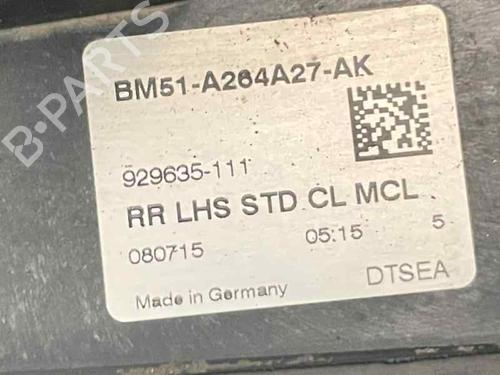 B-PARTS
BM51-A264A27-AK
929635-111
RR LHS STD CL MCL
080715 05:15 5
DTSEA
Made in Germany